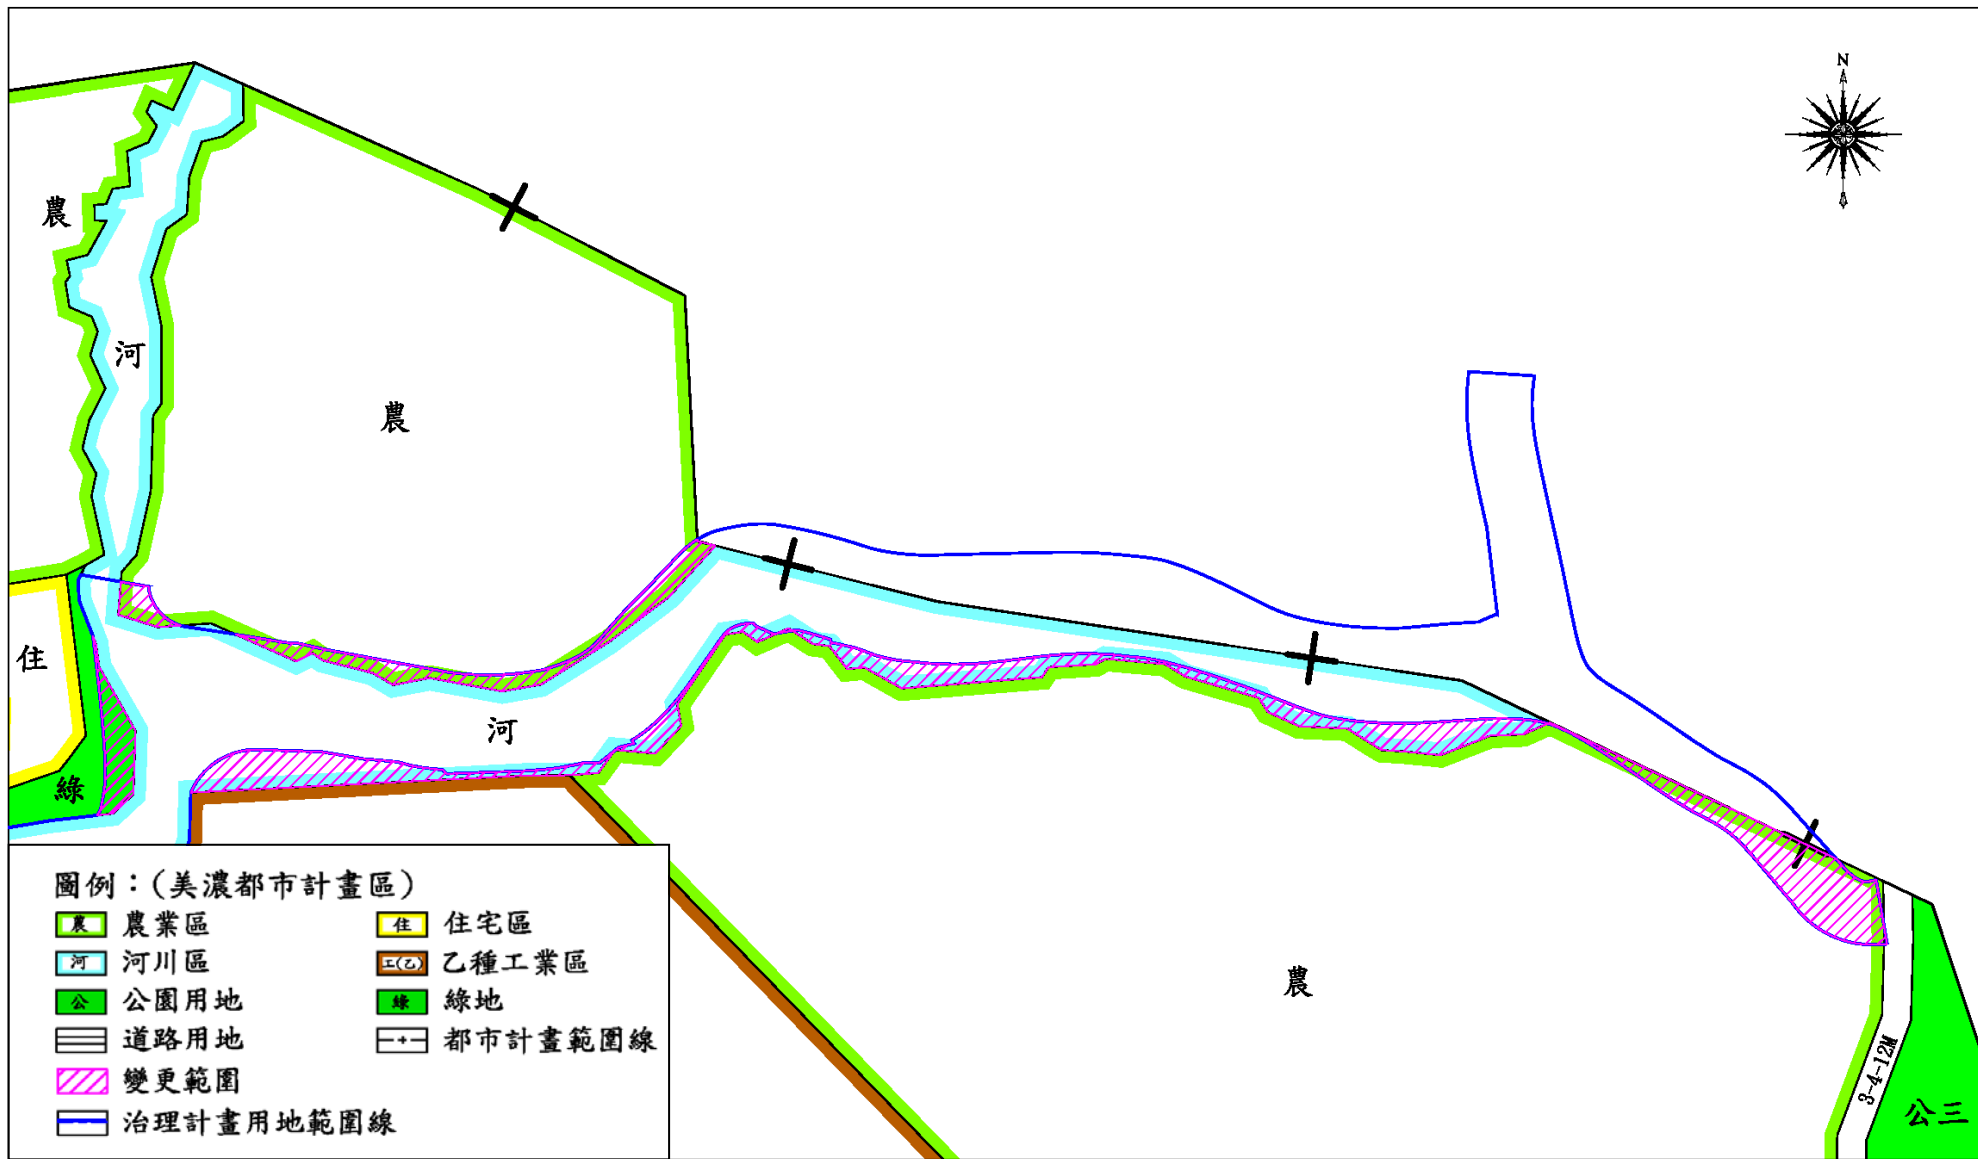 N
農
河
農
住
河
綠
農
3-4-12M
公三
圖例：(美濃都市計畫區)
農 農業區
住 住宅區
河 河川區
工(乙) 乙種工業區
公 公園用地
綠 綠地
道路用地
都市計畫範圍線
變更範圍
治理計畫用地範圍線